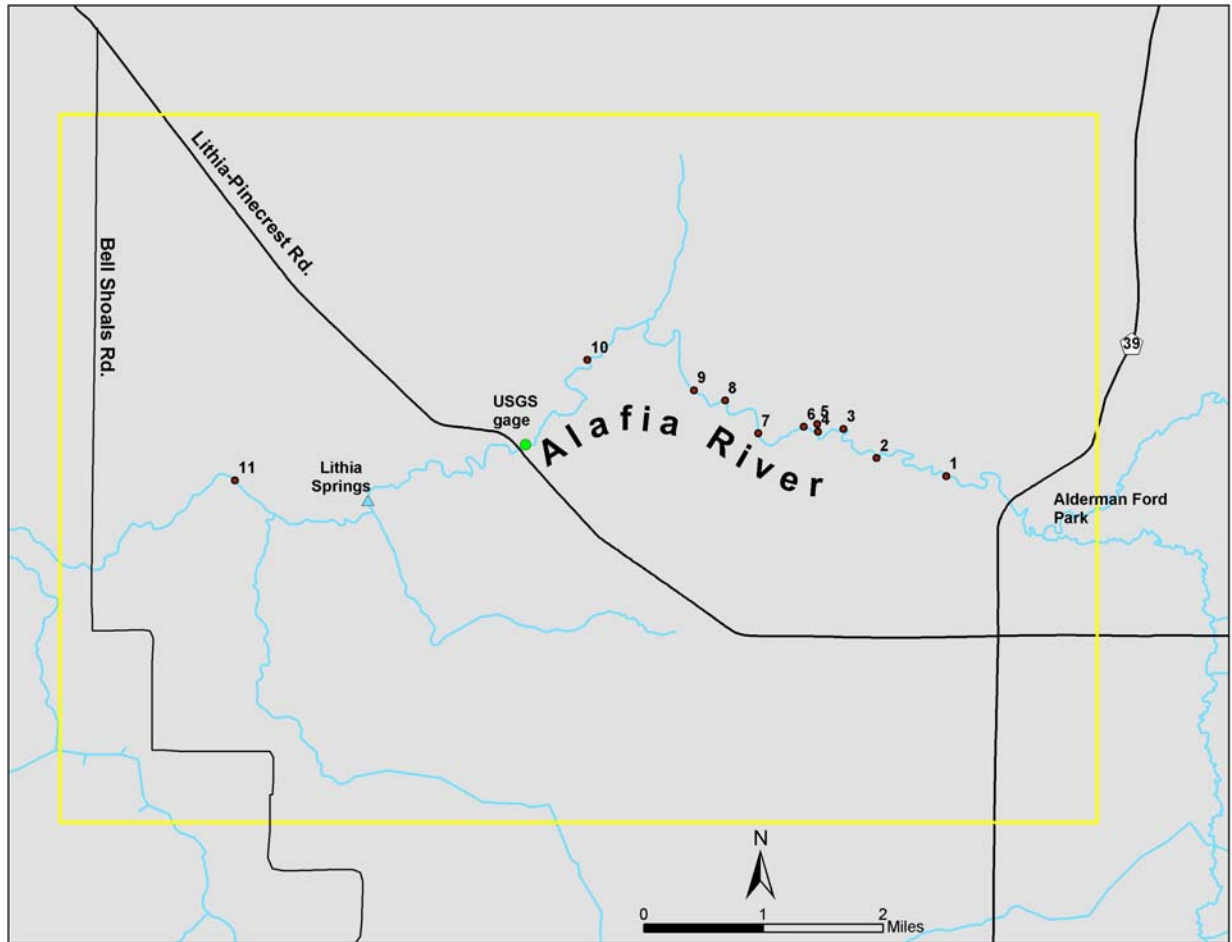 Lithia-Pinecrest Rd.
Bell Shoals Rd.
39
10
9
8
USGS
gage
7
6
5
4
3
2
1
Alafia River
11
Lithia
Springs
Alderman Ford
Park
N
0 1 2
Miles